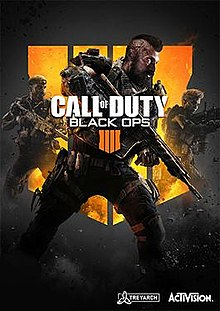 CALL OF DUTY
BLACK OPS
IIII
TREYARCH ACTIVISION